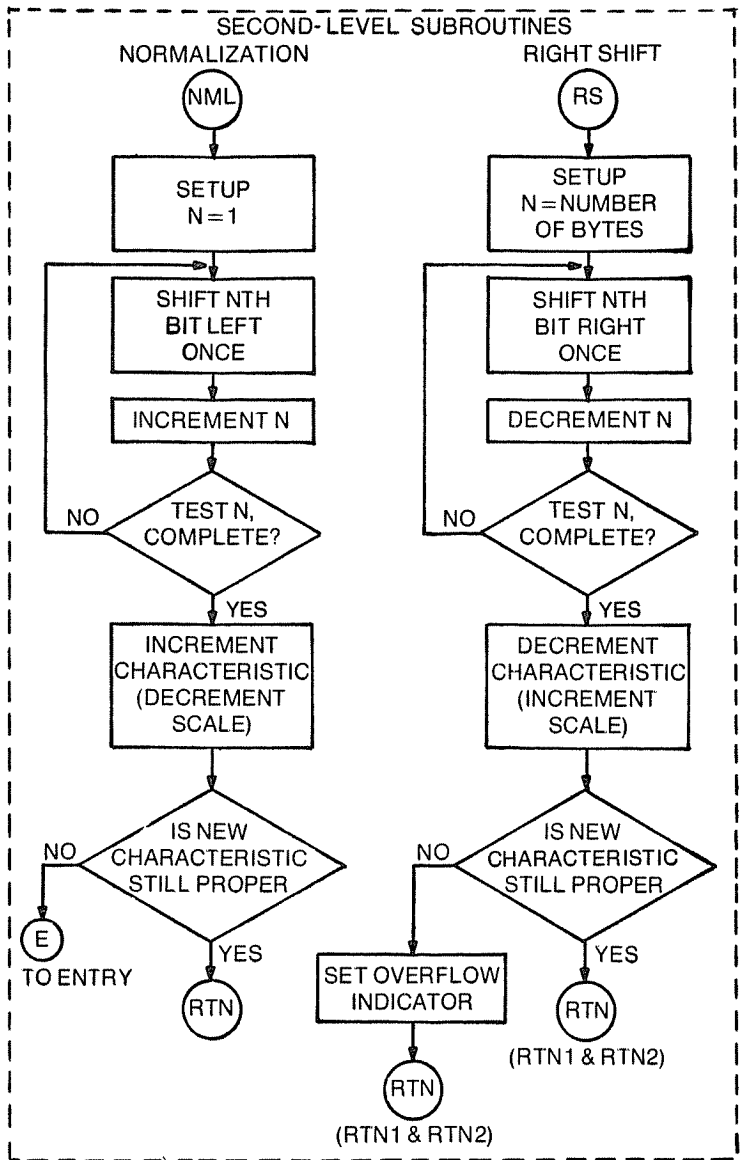 SECOND-LEVEL SUBROUTINES
NORMALIZATION
NML
SETUP
N=1
SHIFT NTH
BIT LEFT
ONCE
INCREMENT N
TEST N,
COMPLETE?
NO
YES
INCREMENT
CHARACTERISTIC
(DECREMENT
SCALE)
IS NEW
CHARACTERISTIC
STILL PROPER
NO
E
TO ENTRY
YES
RTN
RIGHT SHIFT
RS
SETUP
N=NUMBER
OF BYTES
SHIFT NTH
BIT RIGHT
ONCE
DECREMENT N
TEST N,
COMPLETE?
NO
YES
DECREMENT
CHARACTERISTIC
(INCREMENT
SCALE)
IS NEW
CHARACTERISTIC
STILL PROPER
NO
SET OVERFLOW
INDICATOR
RTN
(RTN1 & RTN2)
YES
RTN
(RTN1 & RTN2)